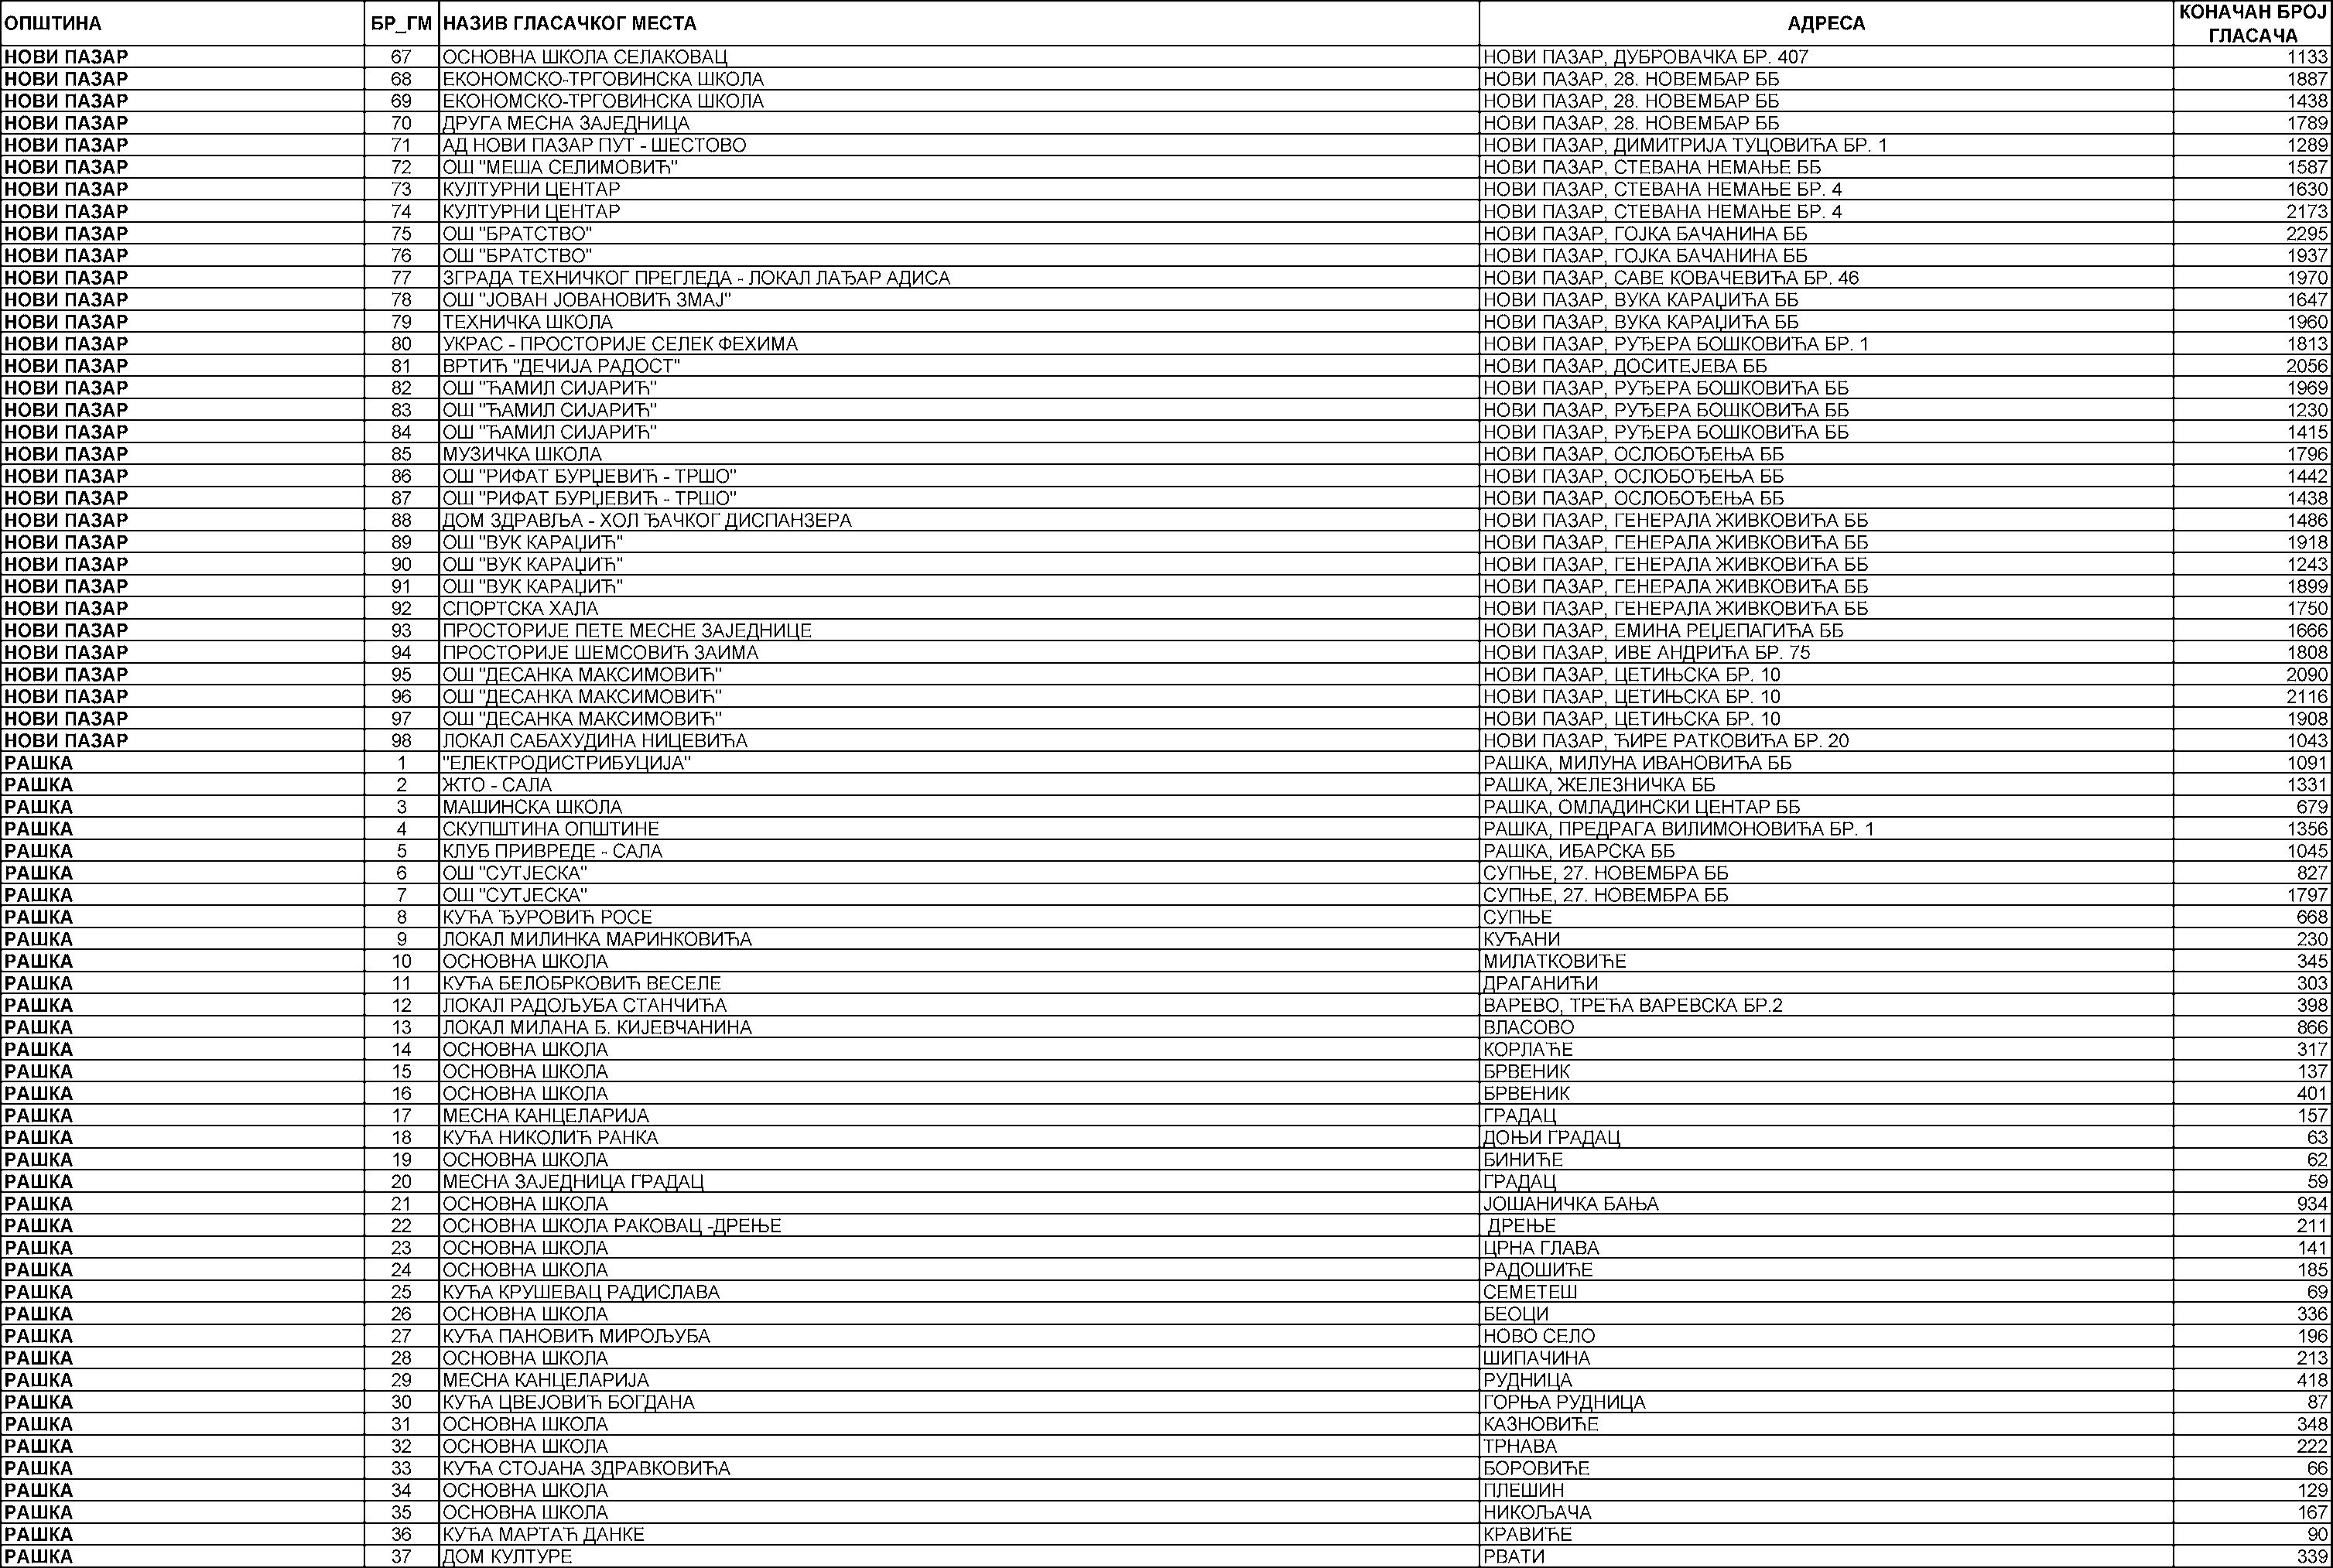 ОПШТИНА БР_ГМ НАЗИВ ГЛАСАЧКОГ МЕСТА АДРЕСА КОНАЧАН БРОЈ ГЛАСАЧА
НОВИ ПАЗАР 67 ОСНОВНА ШКОЛА СЕЛАКОВАЦ НОВИ ПАЗАР, ДУБРОВАЧКА БР. 407 1133
НОВИ ПАЗАР 68 ЕКОНОМСКО-ТРГОВИНСКА ШКОЛА НОВИ ПАЗАР, 28. НОВЕМБАР ББ 1887
НОВИ ПАЗАР 69 ЕКОНОМСКО-ТРГОВИНСКА ШКОЛА НОВИ ПАЗАР, 28. НОВЕМБАР ББ 1438
НОВИ ПАЗАР 70 ДРУГА МЕСНА ЗАЈЕДНИЦА НОВИ ПАЗАР, 28. НОВЕМБАР ББ 1789
НОВИ ПАЗАР 71 АД НОВИ ПАЗАР ПУТ - ШЕСТОВО НОВИ ПАЗАР, ДИМИТРИЈА ТУЦОВИЋА БР. 1 1289
НОВИ ПАЗАР 72 ОШ "МЕША СЕЛИМОВИЋ" НОВИ ПАЗАР, СТЕВАНА НЕМАЊЕ ББ 1587
НОВИ ПАЗАР 73 КУЛТУРНИ ЦЕНТАР НОВИ ПАЗАР, СТЕВАНА НЕМАЊЕ БР. 4 1630
НОВИ ПАЗАР 74 КУЛТУРНИ ЦЕНТАР НОВИ ПАЗАР, СТЕВАНА НЕМАЊЕ БР. 4 2173
НОВИ ПАЗАР 75 ОШ "БРАТСТВО" НОВИ ПАЗАР, ГОЈКА БАЧАНИНА ББ 2295
НОВИ ПАЗАР 76 ОШ "БРАТСТВО" НОВИ ПАЗАР, ГОЈКА БАЧАНИНА ББ 1937
НОВИ ПАЗАР 77 ЗГРАДА ТЕХНИЧКОГ ПРЕГЛЕДА - ЛОКАЛ ЛАЂАР АДИСА НОВИ ПАЗАР, САВЕ КОВАЧЕВИЋА БР. 46 1970
НОВИ ПАЗАР 78 ОШ "ЈОВАН ЈОВАНОВИЋ ЗМАЈ" НОВИ ПАЗАР, ВУКА КАРАЏИЋА ББ 1647
НОВИ ПАЗАР 79 ТЕХНИЧКА ШКОЛА НОВИ ПАЗАР, ВУКА КАРАЏИЋА ББ 1960
НОВИ ПАЗАР 80 УКРАС - ПРОСТОРИЈЕ СЕЛЕК ФЕХИМА НОВИ ПАЗАР, РУЂЕРА БОШКОВИЋА БР. 1 1813
НОВИ ПАЗАР 81 ВРТИЋ "ДЕЧИЈА РАДОСТ" НОВИ ПАЗАР, ДОСИТЕЈЕВА ББ 2056
НОВИ ПАЗАР 82 ОШ "ЋАМИЛ СИЈАРИЋ" НОВИ ПАЗАР, РУЂЕРА БОШКОВИЋА ББ 1969
НОВИ ПАЗАР 83 ОШ "ЋАМИЛ СИЈАРИЋ" НОВИ ПАЗАР, РУЂЕРА БОШКОВИЋА ББ 1230
НОВИ ПАЗАР 84 ОШ "ЋАМИЛ СИЈАРИЋ" НОВИ ПАЗАР, РУЂЕРА БОШКОВИЋА ББ 1415
НОВИ ПАЗАР 85 МУЗИЧКА ШКОЛА НОВИ ПАЗАР, ОСЛОБОЂЕЊА ББ 1796
НОВИ ПАЗАР 86 ОШ "РИФАТ БУРЏЕВИЋ - ТРШО" НОВИ ПАЗАР, ОСЛОБОЂЕЊА ББ 1442
НОВИ ПАЗАР 87 ОШ "РИФАТ БУРЏЕВИЋ - ТРШО" НОВИ ПАЗАР, ОСЛОБОЂЕЊА ББ 1438
НОВИ ПАЗАР 88 ДОМ ЗДРАВЉА - ХОЛ ЂАЧКОГ ДИСПАНЗЕРА НОВИ ПАЗАР, ГЕНЕРАЛА ЖИВКОВИЋА ББ 1486
НОВИ ПАЗАР 89 ОШ "ВУК КАРАЏИЋ" НОВИ ПАЗАР, ГЕНЕРАЛА ЖИВКОВИЋА ББ 1918
НОВИ ПАЗАР 90 ОШ "ВУК КАРАЏИЋ" НОВИ ПАЗАР, ГЕНЕРАЛА ЖИВКОВИЋА ББ 1243
НОВИ ПАЗАР 91 ОШ "ВУК КАРАЏИЋ" НОВИ ПАЗАР, ГЕНЕРАЛА ЖИВКОВИЋА ББ 1899
НОВИ ПАЗАР 92 СПОРТСКА ХАЛА НОВИ ПАЗАР, ГЕНЕРАЛА ЖИВКОВИЋА ББ 1750
НОВИ ПАЗАР 93 ПРОСТОРИЈЕ ПЕТЕ МЕСНЕ ЗАЈЕДНИЦЕ НОВИ ПАЗАР, ЕМИНА РЕЏЕПАГИЋА ББ 1666
НОВИ ПАЗАР 94 ПРОСТОРИЈЕ ШЕМСОВИЋ ЗАИМА НОВИ ПАЗАР, ИВЕ АНДРИЋА БР. 75 1808
НОВИ ПАЗАР 95 ОШ "ДЕСАНКА МАКСИМОВИЋ" НОВИ ПАЗАР, ЦЕТИЊСКА БР. 10 2090
НОВИ ПАЗАР 96 ОШ "ДЕСАНКА МАКСИМОВИЋ" НОВИ ПАЗАР, ЦЕТИЊСКА БР. 10 2116
НОВИ ПАЗАР 97 ОШ "ДЕСАНКА МАКСИМОВИЋ" НОВИ ПАЗАР, ЦЕТИЊСКА БР. 10 1908
НОВИ ПАЗАР 98 ЛОКАЛ САБАХУДИНА НИЦЕВИЋА НОВИ ПАЗАР, ЋИРЕ РАТКОВИЋА БР. 20 1043
РАШКА 1 "ЕЛЕКТРОДИСТРИБУЦИЈА" РАШКА, МИЛУНА ИВАНОВИЋА ББ 1091
РАШКА 2 ЖТО - САЛА РАШКА, ЖЕЛЕЗНИЧКА ББ 1331
РАШКА 3 МАШИНСКА ШКОЛА РАШКА, ОМЛАДИНСКИ ЦЕНТАР ББ 679
РАШКА 4 СКУПШТИНА ОПШТИНЕ РАШКА, ПРЕДРАГА ВИЛИМОНОВИЋА БР. 1 1356
РАШКА 5 КЛУБ ПРИВРЕДЕ - САЛА РАШКА, ИБАРСКА ББ 1045
РАШКА 6 ОШ "СУТЈЕСКА" СУПЊЕ, 27. НОВЕМБРА ББ 827
РАШКА 7 ОШ "СУТЈЕСКА" СУПЊЕ, 27. НОВЕМБРА ББ 1797
РАШКА 8 КУЋА ЂУРОВИЋ РОСЕ СУПЊЕ 668
РАШКА 9 ЛОКАЛ МИЛИНКА МАРИНКОВИЋА КУЋАНИ 230
РАШКА 10 ОСНОВНА ШКОЛА МИЛАТКОВИЋЕ 345
РАШКА 11 КУЋА БЕЛОБРКОВИЋ ВЕСЕЛЕ ДРАГАНИЋИ 303
РАШКА 12 ЛОКАЛ РАДОЉУБА СТАНЧИЋА ВАРЕВО, ТРЕЋА ВАРЕВСКА БР.2 398
РАШКА 13 ЛОКАЛ МИЛАНА Б. КИЈЕВЧАНИНА ВЛАСОВО 866
РАШКА 14 ОСНОВНА ШКОЛА КОРЛАЋЕ 317
РАШКА 15 ОСНОВНА ШКОЛА БРВЕНИК 137
РАШКА 16 ОСНОВНА ШКОЛА БРВЕНИК 401
РАШКА 17 МЕСНА КАНЦЕЛАРИЈА ГРАДАЦ 157
РАШКА 18 КУЋА НИКОЛИЋ РАНКА ДОЊИ ГРАДАЦ 63
РАШКА 19 ОСНОВНА ШКОЛА БИНИЋЕ 62
РАШКА 20 МЕСНА ЗАЈЕДНИЦА ГРАДАЦ ГРАДАЦ 59
РАШКА 21 ОСНОВНА ШКОЛА ЈОШАНИЧКА БАЊА 934
РАШКА 22 ОСНОВНА ШКОЛА РАКОВАЦ -ДРЕЊЕ ДРЕЊЕ 211
РАШКА 23 ОСНОВНА ШКОЛА ЦРНА ГЛАВА 141
РАШКА 24 ОСНОВНА ШКОЛА РАДОШИЋЕ 185
РАШКА 25 КУЋА КРУШЕВАЦ РАДИСЛАВА СЕМЕТЕШ 69
РАШКА 26 ОСНОВНА ШКОЛА БЕОЦИ 336
РАШКА 27 КУЋА ПАНОВИЋ МИРОЉУБА НОВО СЕЛО 196
РАШКА 28 ОСНОВНА ШКОЛА ШИПАЧИНА 213
РАШКА 29 МЕСНА КАНЦЕЛАРИЈА РУДНИЦА 418
РАШКА 30 КУЋА ЦВЕЈОВИЋ БОГДАНА ГОРЊА РУДНИЦА 87
РАШКА 31 ОСНОВНА ШКОЛА КАЗНОВИЋЕ 348
РАШКА 32 ОСНОВНА ШКОЛА ТРНАВА 222
РАШКА 33 КУЋА СТОЈАНА ЗДРАВКОВИЋА БОРОВИЋЕ 66
РАШКА 34 ОСНОВНА ШКОЛА ПЛЕШИН 129
РАШКА 35 ОСНОВНА ШКОЛА НИКОЉАЧА 167
РАШКА 36 КУЋА МАРТАЋ ДАНКЕ КРАВИЋЕ 90
РАШКА 37 ДОМ КУЛТУРЕ РВАТИ 339